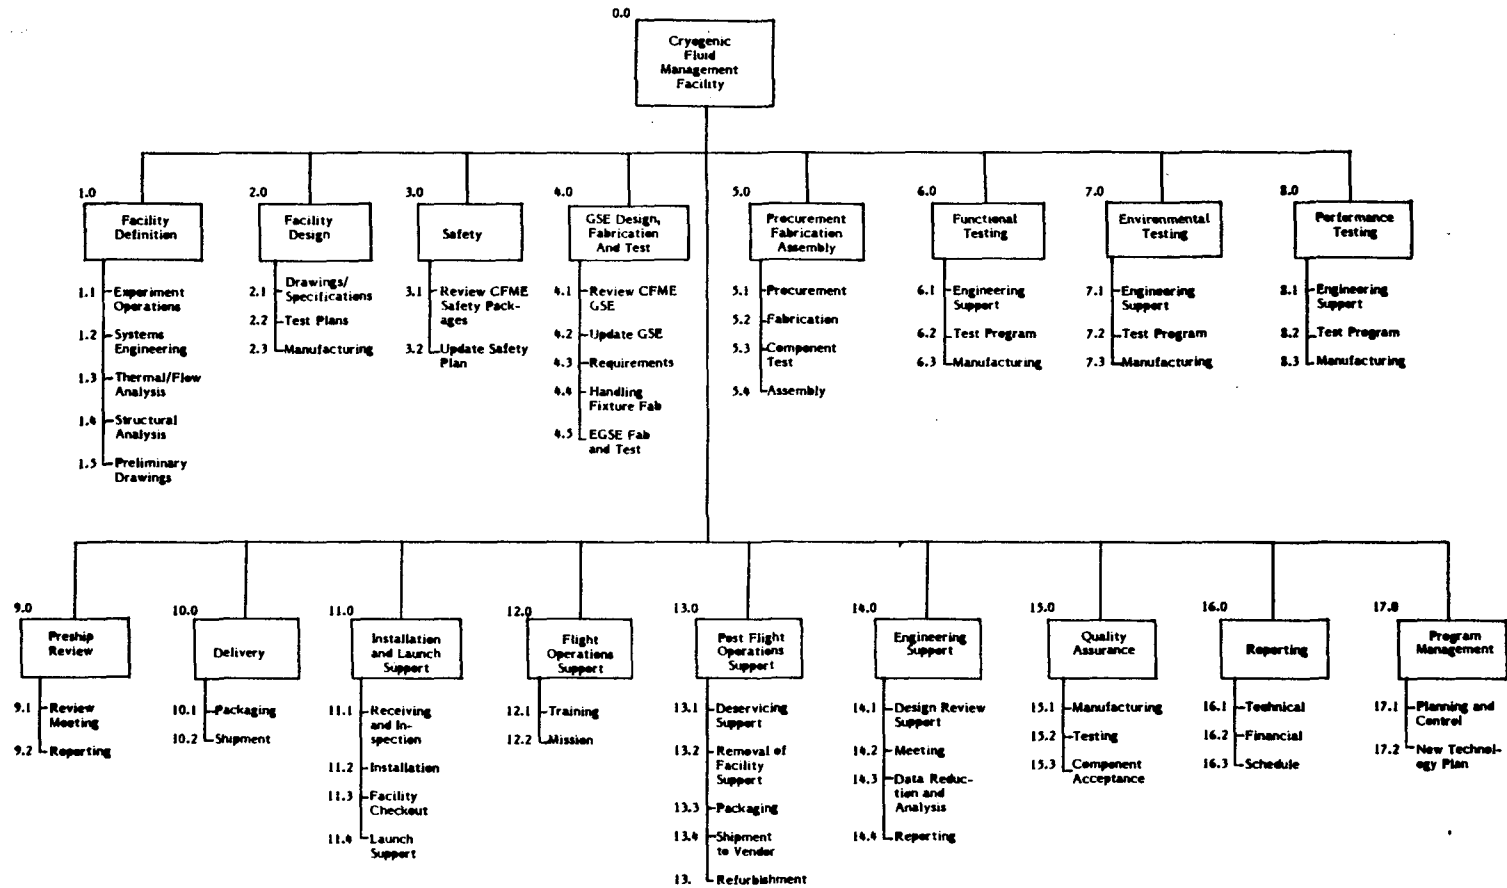 0.0
Cryogenic
Fluid
Management
Facility
1.0
Facility
Definition
1.1 Experiment
Operations
1.2 Systems
Engineering
1.3 Thermal/Flow
Analysis
1.4 Structural
Analysis
1.5 Preliminary
Drawings
2.0
Facility
Design
2.1 Drawings/
Specifications
2.2 Test Plans
2.3 Manufacturing
3.0
Safety
3.1 Review CFME
Safety Pack-
ages
3.2 Update Safety
Plan
4.0
GSE Design,
Fabrication
And Test
4.1 Review CFME
GSE
4.2 Update GSE
4.3 Requirements
4.4 Handling
Fixture Fab
4.5 EGSE Fab
and Test
5.0
Procurement
Fabrication
Assembly
5.1 Procurement
5.2 Fabrication
5.3 Component
Test
5.4 Assembly
6.0
Functional
Testing
6.1 Engineering
Support
6.2 Test Program
6.3 Manufacturing
7.0
Environmental
Testing
7.1 Engineering
Support
7.2 Test Program
7.3 Manufacturing
8.0
Performance
Testing
8.1 Engineering
Support
8.2 Test Program
8.3 Manufacturing
9.0
Preship
Review
9.1 Review
Meeting
9.2 Reporting
10.0
Delivery
10.1 Packaging
10.2 Shipment
11.0
Installation
and Launch
Support
11.1 Receiving
and In-
spection
11.2 Installation
11.3 Facility
Checkout
11.4 Launch
Support
12.0
Flight
Operations
Support
12.1 Training
12.2 Mission
13.0
Post Flight
Operations
Support
13.1 Deservicing
Support
13.2 Removal of
Facility
Support
13.3 Packaging
13.4 Shipment
to Vendor
13. Refurbishment
14.0
Engineering
Support
14.1 Design Review
Support
14.2 Meeting
14.3 Data Reduc-
tion and
Analysis
14.4 Reporting
15.0
Quality
Assurance
15.1 Manufacturing
15.2 Testing
15.3 Component
Acceptance
16.0
Reporting
16.1 Technical
16.2 Financial
16.3 Schedule
17.0
Program
Management
17.1 Planning and
Control
17.2 New Technol-
ogy Plan